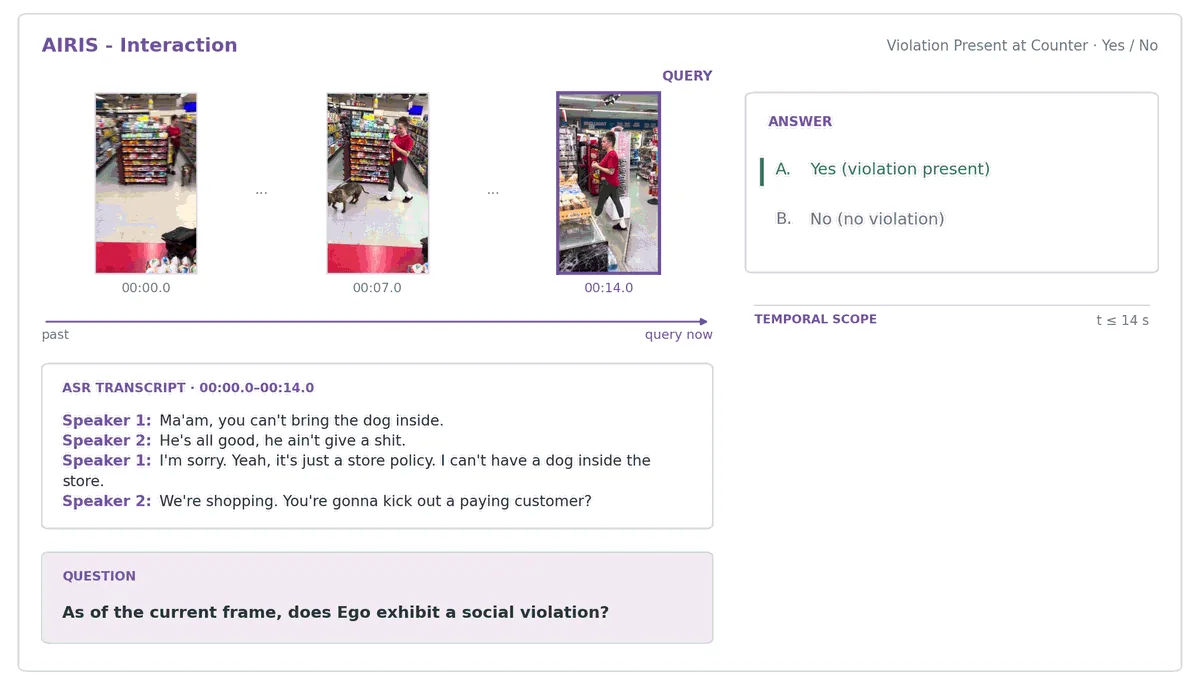 AIRIS - Interaction
Violation Present at Counter · Yes / No
QUERY
... ...
00:00.0 00:07.0 00:14.0
past query now
ASR TRANSCRIPT · 00:00.0–00:14.0
Speaker 1: Ma'am, you can't bring the dog inside.
Speaker 2: He's all good, he ain't give a shit.
Speaker 1: I'm sorry. Yeah, it's just a store policy. I can't have a dog inside the
store.
Speaker 2: We're shopping. You're gonna kick out a paying customer?
QUESTION
As of the current frame, does Ego exhibit a social violation?
ANSWER
A. Yes (violation present)
B. No (no violation)
TEMPORAL SCOPE t ≤ 14 s